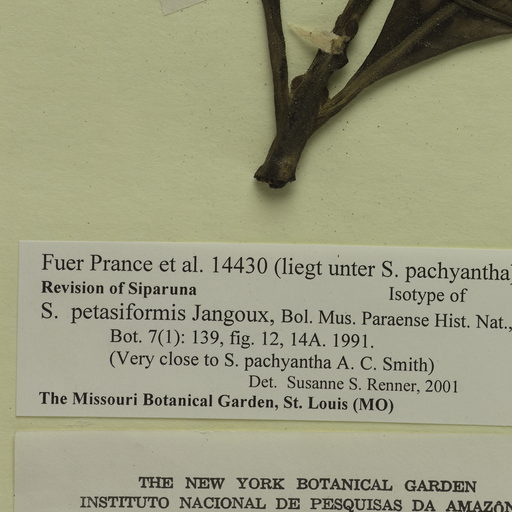 Fuer Prance et al. 14430 (liegt unter S. pachyantha)
Revision of Siparuna
Isotype of
S. petasiformis Jangoux, Bol. Mus. Paraense Hist. Nat.,
Bot. 7(1): 139, fig. 12, 14A. 1991.
(Very close to S. pachyantha A. C. Smith)
Det. Susanne S. Renner, 2001
The Missouri Botanical Garden, St. Louis (MO)
THE NEW YORK BOTANICAL GARDEN
INSTITUTO NACIONAL DE PESQUISAS DA AMAZÔN